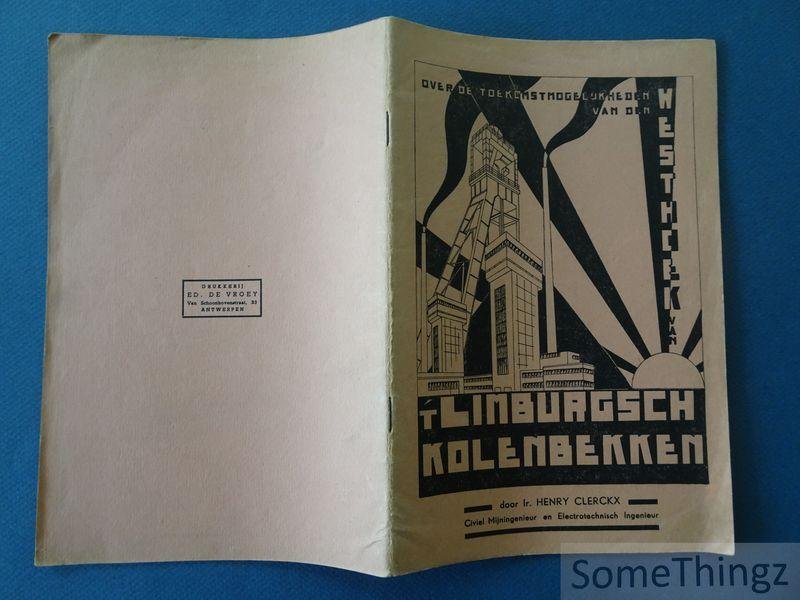 DRUKKERIJ
ED. DE VROEY
Van Schoonhovenstraat, 33
ANTWERPEN
OVER DE TOEKOMSTMOGELIJKHEDEN
VAN DEN
WESTHOEK VAN
'T LIMBURGSCH
KOLENBEKKEN
door Ir. HENRY CLERCKX
Civiel Mijningenieur en Electrotechnisch Ingenieur
SomeThingz